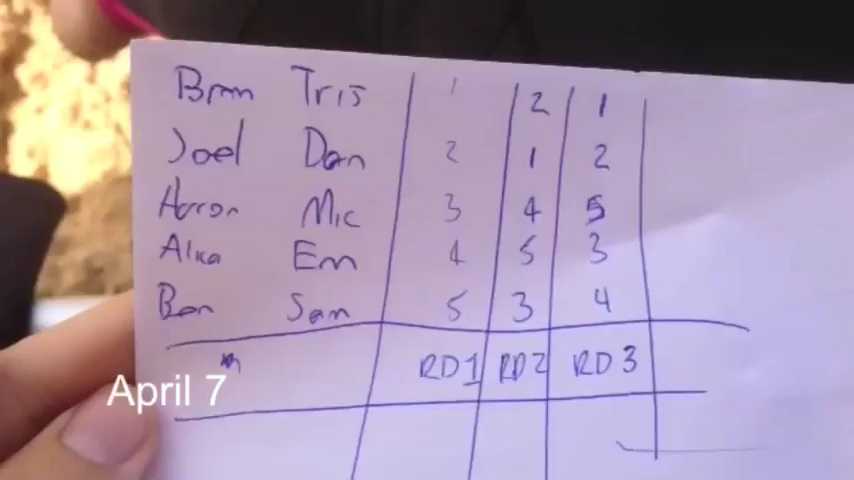 Bran Tris 1 2 1
Joel Dan 2 1 2
Aaron Mic 3 4 5
Alica Em 4 5 3
Ben Sam 5 3 4
RD1 RD2 RD3
April 7